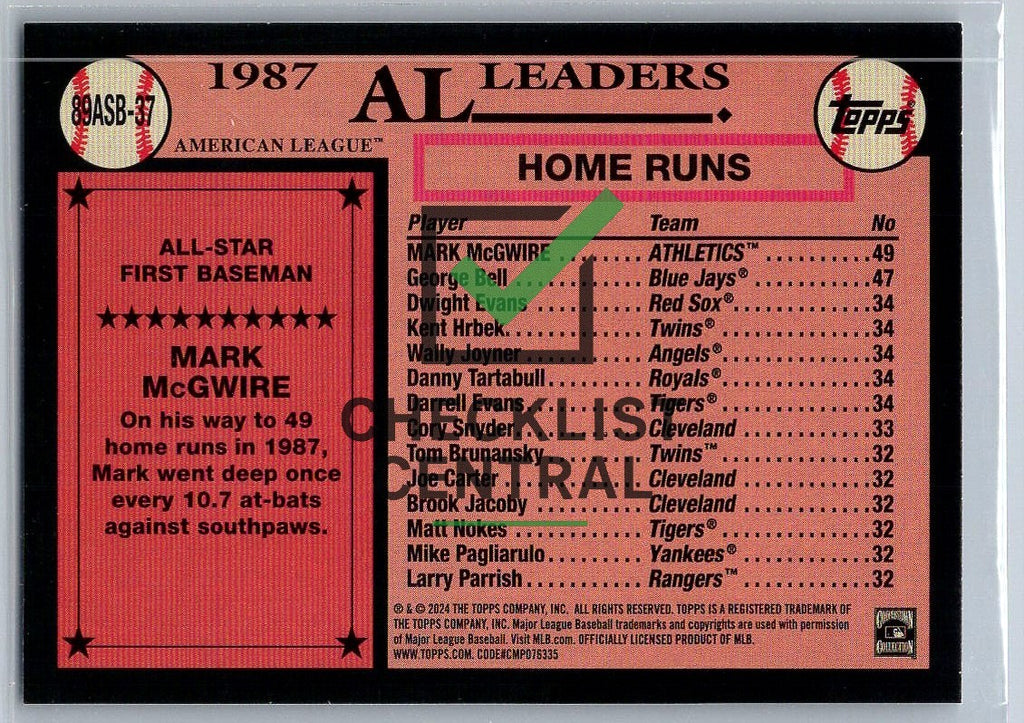 89ASB-37
1987 AL LEADERS
AMERICAN LEAGUE™
Topps®
HOME RUNS
ALL-STAR
FIRST BASEMAN
MARK
McGWIRE
On his way to 49
home runs in 1987,
Mark went deep once
every 10.7 at-bats
against southpaws.
Player Team No
MARK McGWIRE ATHLETICS™ 49
George Bell Blue Jays® 47
Dwight Evans Red Sox® 34
Kent Hrbek Twins® 34
Wally Joyner Angels® 34
Danny Tartabull Royals® 34
Darrell Evans Tigers® 34
Cory Snyder Cleveland 33
Tom Brunansky Twins™ 32
Joe Carter Cleveland 32
Brook Jacoby Cleveland 32
Matt Nokes Tigers® 32
Mike Pagliarulo Yankees® 32
Larry Parrish Rangers™ 32
CHECKLIST
CENTRAL
® & © 2024 THE TOPPS COMPANY, INC. ALL RIGHTS RESERVED. TOPPS IS A REGISTERED TRADEMARK OF
THE TOPPS COMPANY, INC. Major League Baseball trademarks and copyrights are used with permission
of Major League Baseball. Visit MLB.com. OFFICIALLY LICENSED PRODUCT OF MLB.
WWW.TOPPS.COM. CODE#CMP076335
COOPERSTOWN
COLLECTION